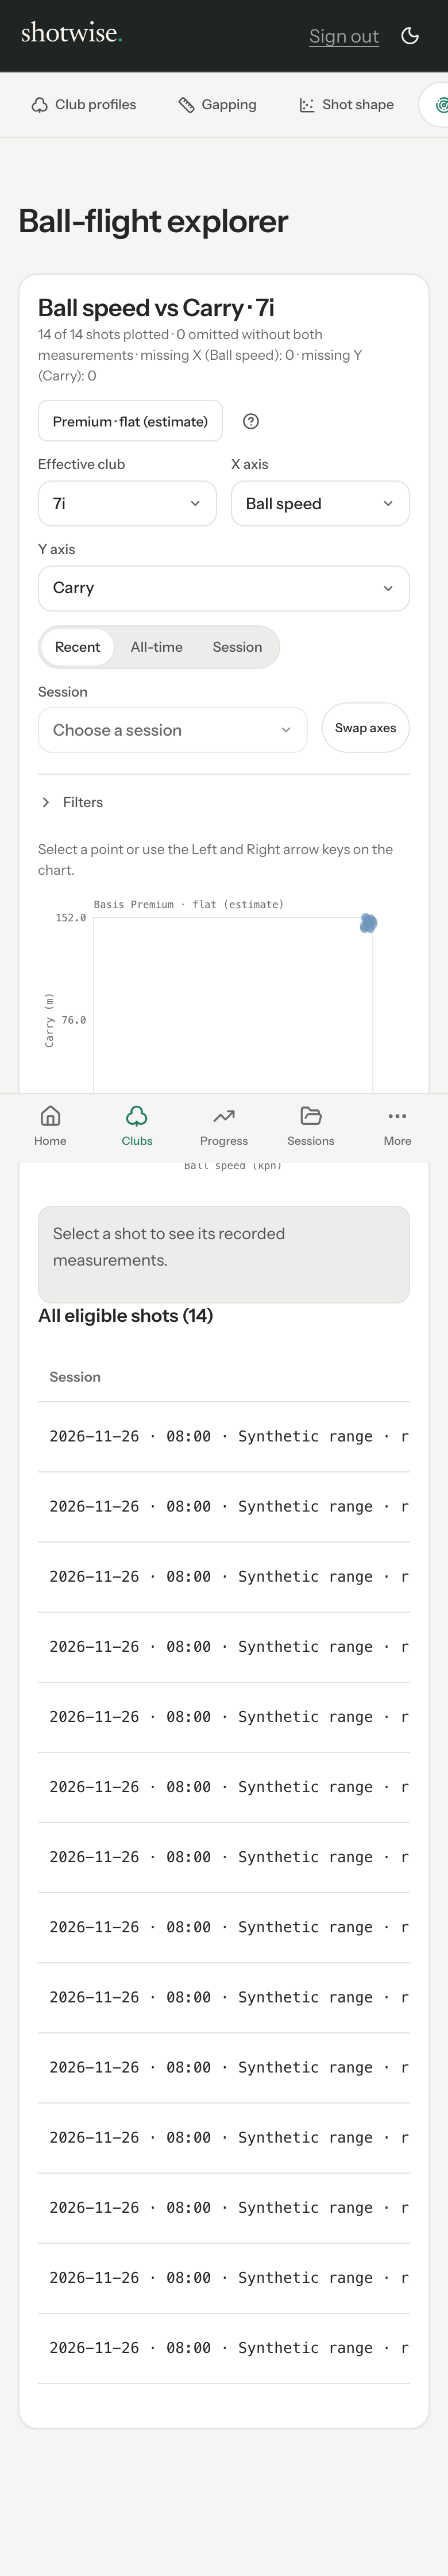 shotwise.
Sign out
Club profiles
Gapping
Shot shape
Ball-flight explorer
Ball speed vs Carry · 7i
14 of 14 shots plotted · 0 omitted without both
measurements · missing X (Ball speed): 0 · missing Y
(Carry): 0
Premium · flat (estimate)
Effective club
X axis
7i
Ball speed
Y axis
Carry
Recent
All-time
Session
Session
Choose a session
Swap axes
Filters
Select a point or use the Left and Right arrow keys on the
chart.
Basis Premium · flat (estimate)
152.0
Carry (m)
76.0
Home
Clubs
Progress
Sessions
More
Ball speed (kph)
Select a shot to see its recorded
measurements.
All eligible shots (14)
Session
2026-11-26 · 08:00 · Synthetic range · r
2026-11-26 · 08:00 · Synthetic range · r
2026-11-26 · 08:00 · Synthetic range · r
2026-11-26 · 08:00 · Synthetic range · r
2026-11-26 · 08:00 · Synthetic range · r
2026-11-26 · 08:00 · Synthetic range · r
2026-11-26 · 08:00 · Synthetic range · r
2026-11-26 · 08:00 · Synthetic range · r
2026-11-26 · 08:00 · Synthetic range · r
2026-11-26 · 08:00 · Synthetic range · r
2026-11-26 · 08:00 · Synthetic range · r
2026-11-26 · 08:00 · Synthetic range · r
2026-11-26 · 08:00 · Synthetic range · r
2026-11-26 · 08:00 · Synthetic range · r